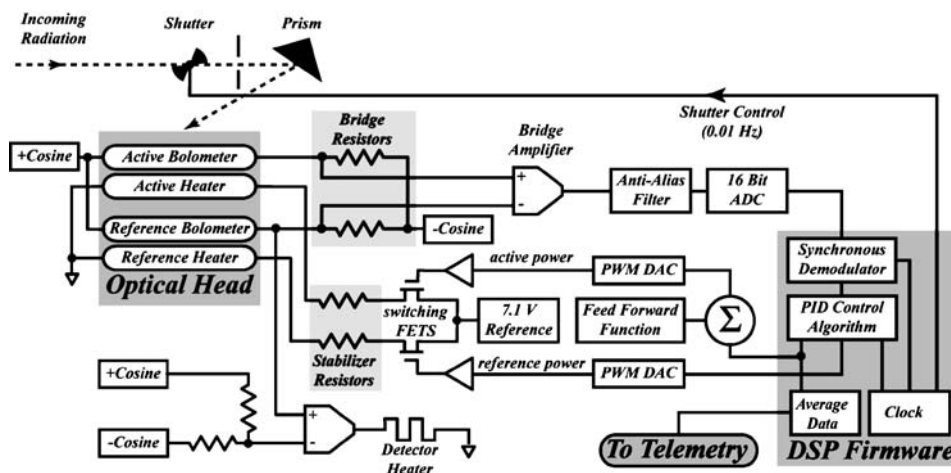 Incoming
Radiation
Shutter
Prism
Shutter Control
(0.01 Hz)
Bridge
Resistors
Bridge
Amplifier
+Cosine
Active Bolometer
Active Heater
Reference Bolometer
Reference Heater
Optical Head
+
-
-Cosine
Anti-Alias
Filter
16 Bit
ADC
Synchronous
Demodulator
PID Control
Algorithm
active power
PWM DAC
switching
FETS
7.1 V
Reference
Feed Forward
Function
Σ
Stabilizer
Resistors
reference power
PWM DAC
+Cosine
-Cosine
+
-
Detector
Heater
Average
Data
Clock
To Telemetry
DSP Firmware